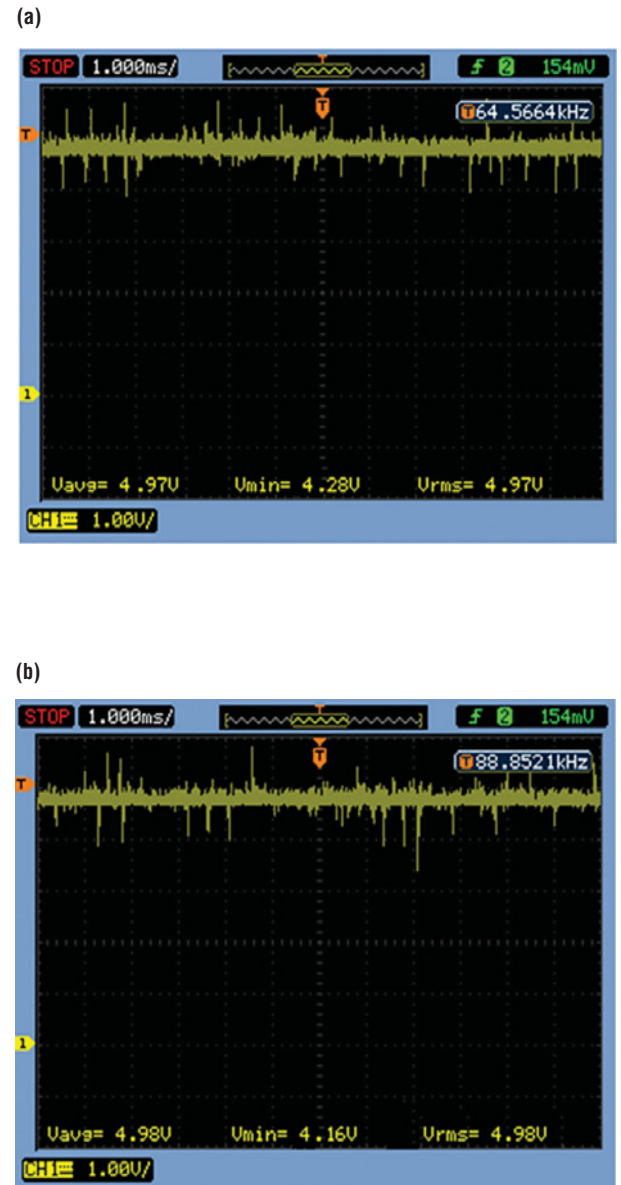 (a)
STOP 1.000ms/ T f 2 154mV
T
T 64.5664kHz
T
1
Vavg= 4.97V Vmin= 4.28V Vrms= 4.97V
CH1 1.00V/
(b)
STOP 1.000ms/ T f 2 154mV
T
T 88.8521kHz
T
1
Vavg= 4.98V Vmin= 4.16V Vrms= 4.98V
CH1 1.00V/